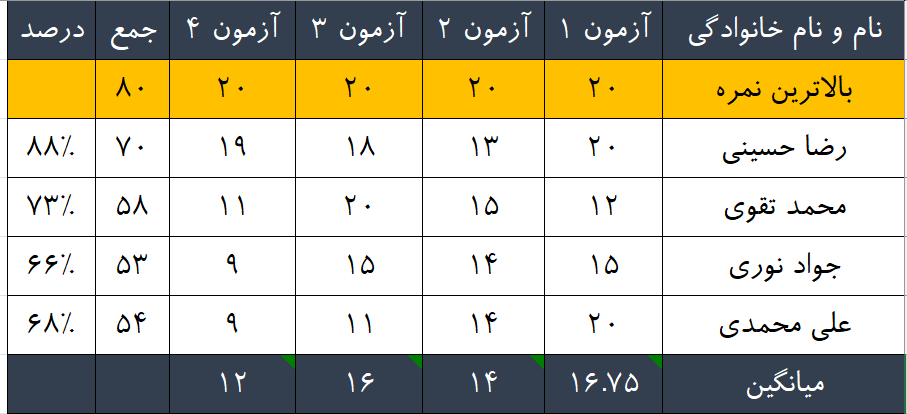 نام و نام خانوادگی آزمون ۱ آزمون ۲ آزمون ۳ آزمون ۴ جمع درصد
بالاترین نمره ۲۰ ۲۰ ۲۰ ۲۰ ۸۰
رضا حسینی ۲۰ ۱۳ ۱۸ ۱۹ ۷۰ ۸۸٪
محمد تقوی ۱۲ ۱۵ ۲۰ ۱۱ ۵۸ ۷۳٪
جواد نوری ۱۵ ۱۴ ۱۵ ۹ ۵۳ ۶۶٪
علی محمدی ۲۰ ۱۴ ۱۱ ۹ ۵۴ ۶۸٪
میانگین ۱۶.۷۵ ۱۴ ۱۶ ۱۲